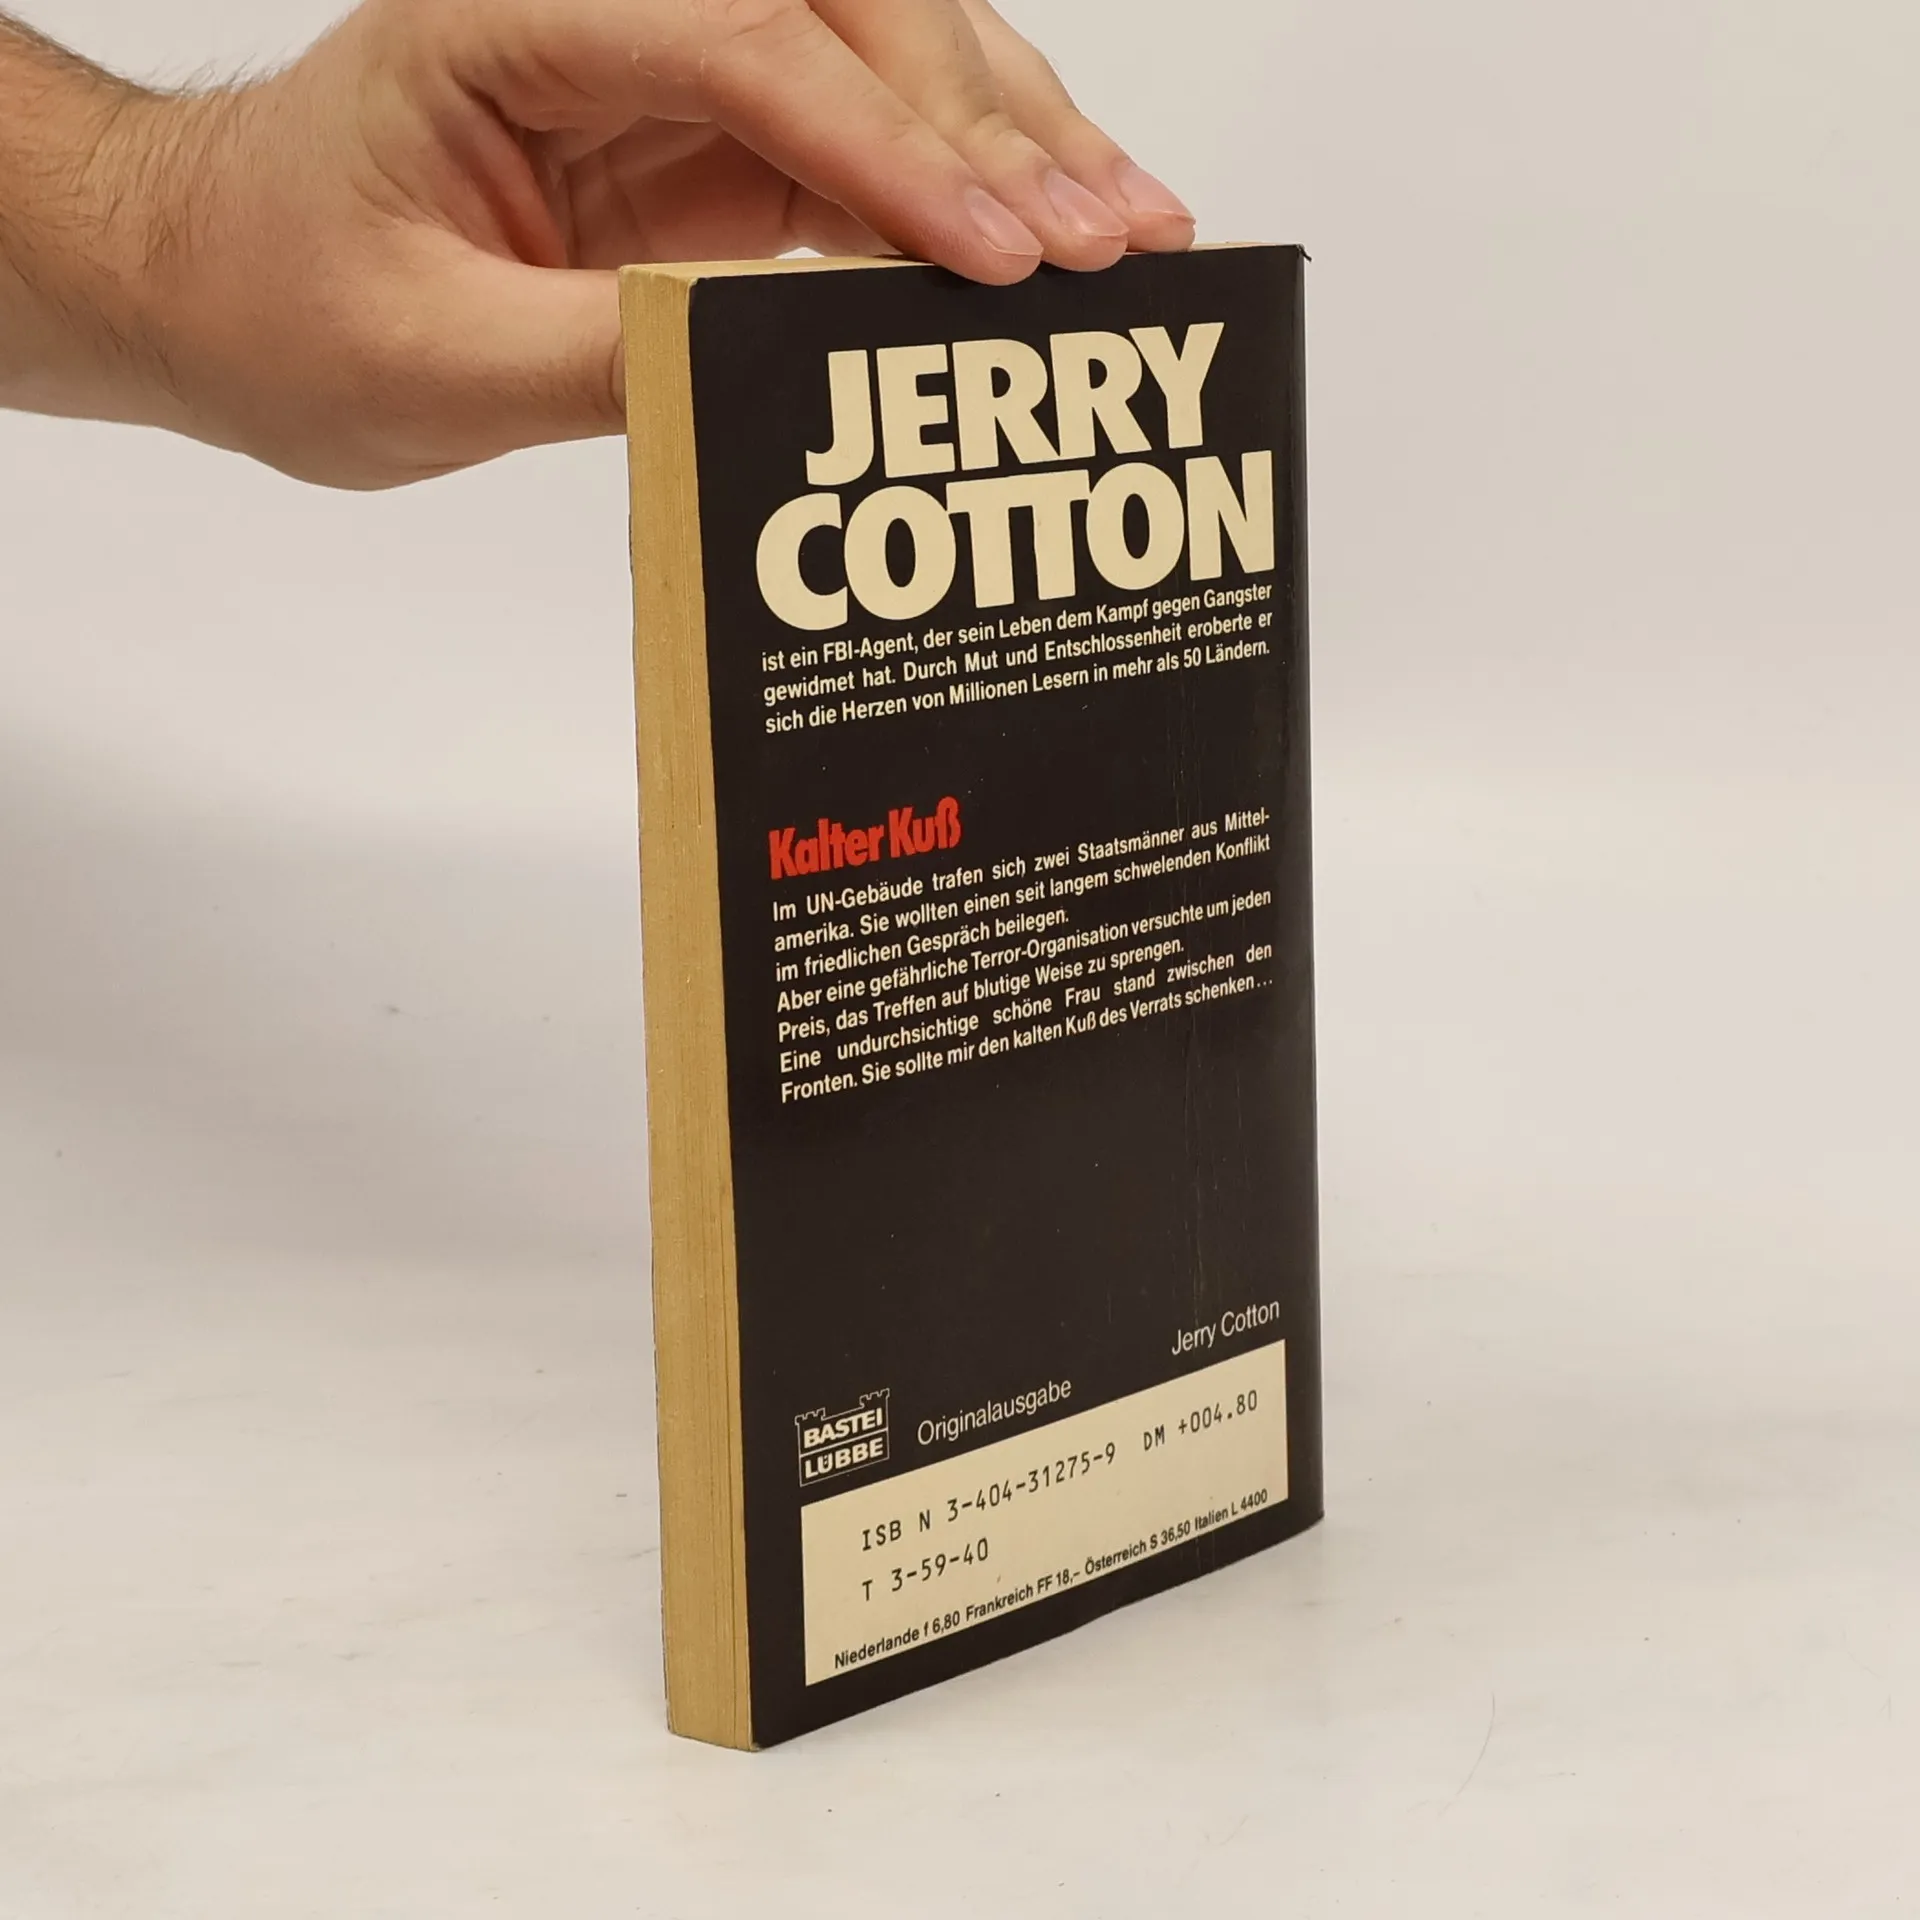 JERRY
COTTON
ist ein FBI-Agent, der sein Leben dem Kampf gegen Gangster
gewidmet hat. Durch Mut und Entschlossenheit eroberte er
sich die Herzen von Millionen Lesern in mehr als 50 Ländern.
Kalter Kuß
Im UN-Gebäude trafen sich zwei Staatsmänner aus Mittel-
amerika. Sie wollten einen seit langem schwelenden Konflikt
im friedlichen Gespräch beilegen.
Aber eine gefährliche Terror-Organisation versuchte um jeden
Preis, das Treffen auf blutige Weise zu sprengen.
Eine undurchsichtige schöne Frau stand zwischen den
Fronten. Sie sollte mir den kalten Kuß des Verrats schenken...
Jerry Cotton
BASTEI
LÜBBE
Originalausgabe
ISB N 3-404-31275-9 DM +004.80
T 3-59-40
Niederlande f 6,80 Frankreich FF 18,– Österreich S 36,50 Italien L 4400